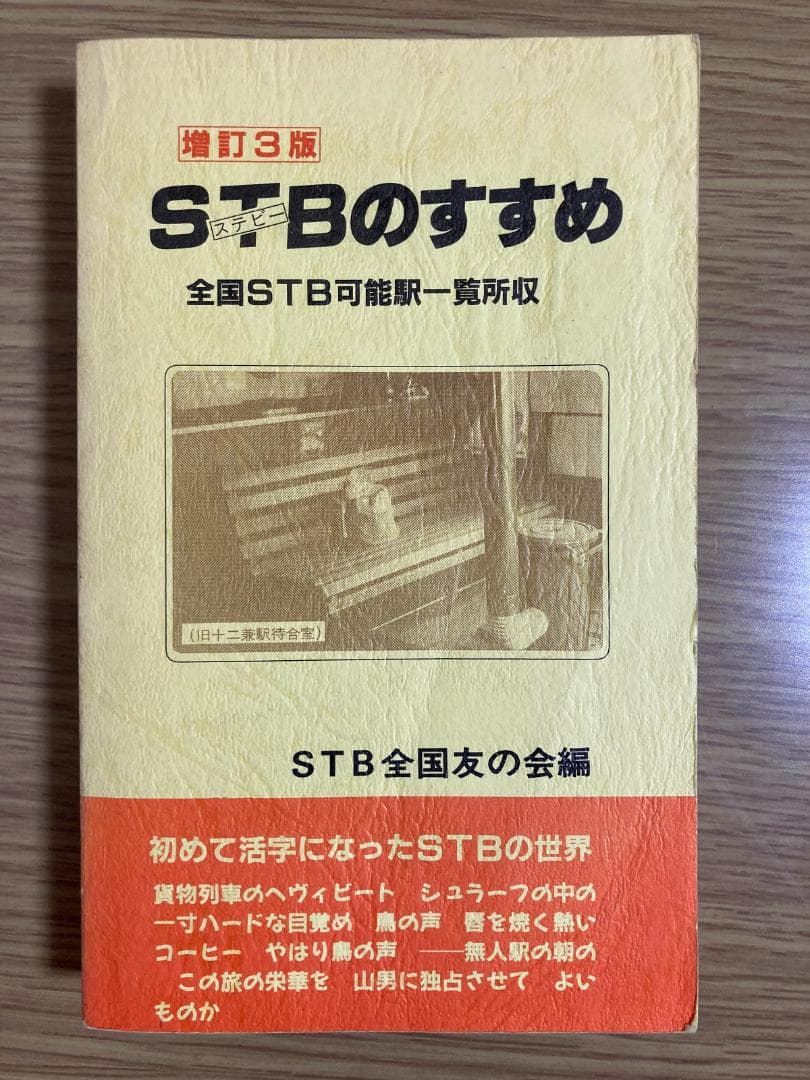 増訂3版
STBのすすめ
ステビー
全国STB可能駅一覧所収
(旧十二兼駅待合室)
STB全国友の会編
初めて活字になったSTBの世界
貨物列車のヘヴィビート シュラーフの中の
一寸ハードな目覚め 鳥の声 唇を焼く熱い
コーヒー やはり鳥の声 ――無人駅の朝の
この旅の栄華を 山男に独占させて よい
ものか